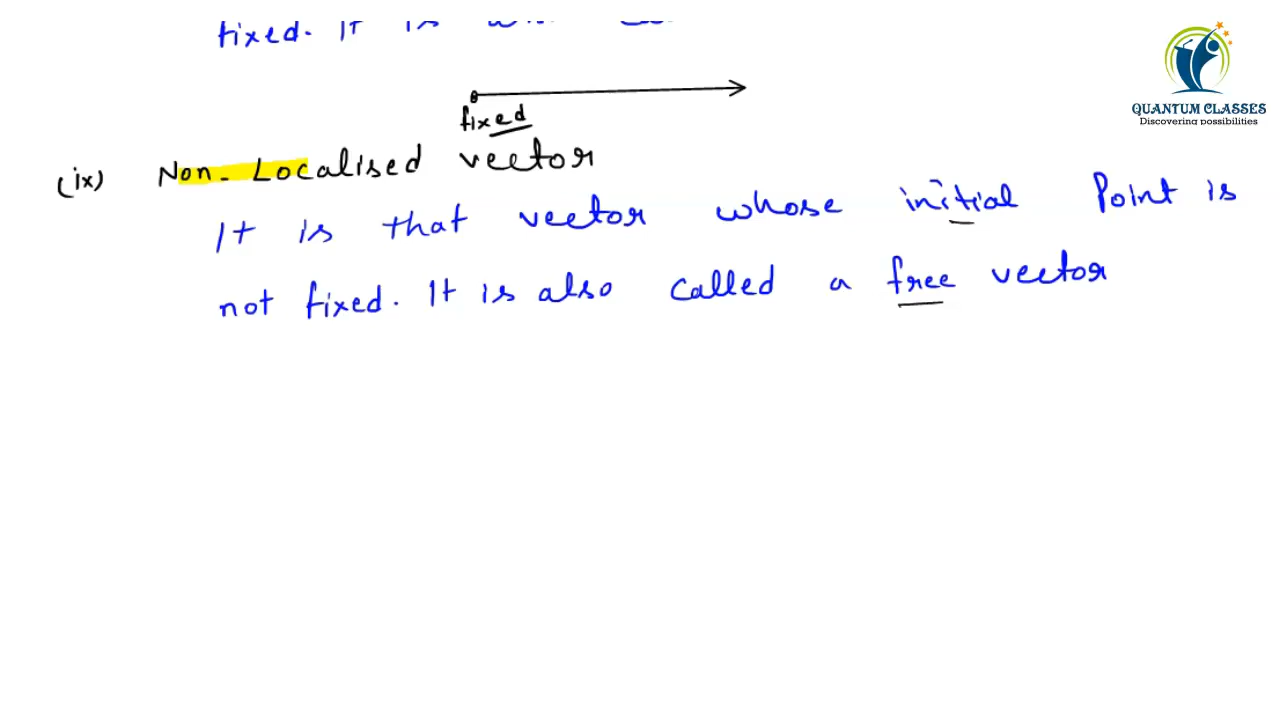 fixed. It is
QUANTUM CLASSES
Discovering possibilities
fixed
(ix) Non-Localised vector
It is that vector whose initial Point is
not fixed. It is also called a free vector